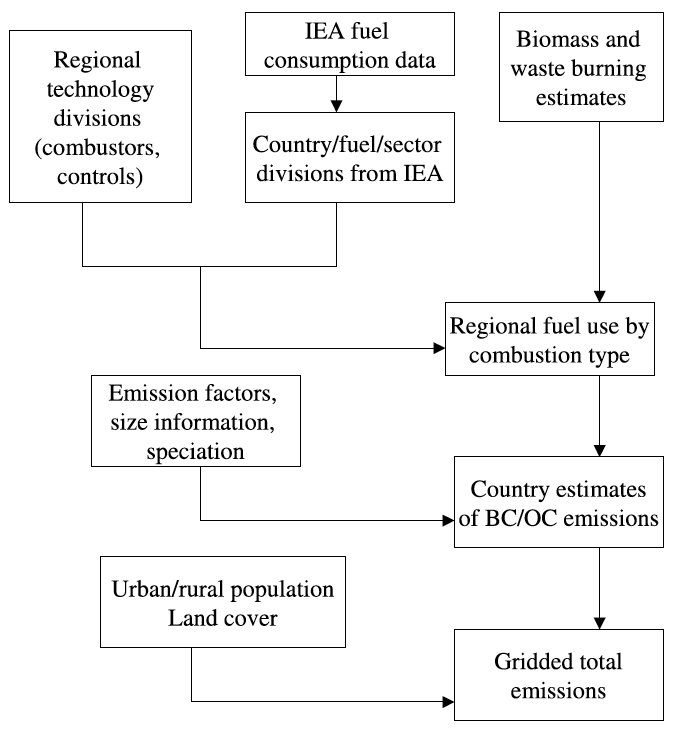 Regional
technology
divisions
(combustors,
controls)
IEA fuel
consumption data
Country/fuel/sector
divisions from IEA
Biomass and
waste burning
estimates
Regional fuel use by
combustion type
Emission factors,
size information,
speciation
Country estimates
of BC/OC emissions
Urban/rural population
Land cover
Gridded total
emissions